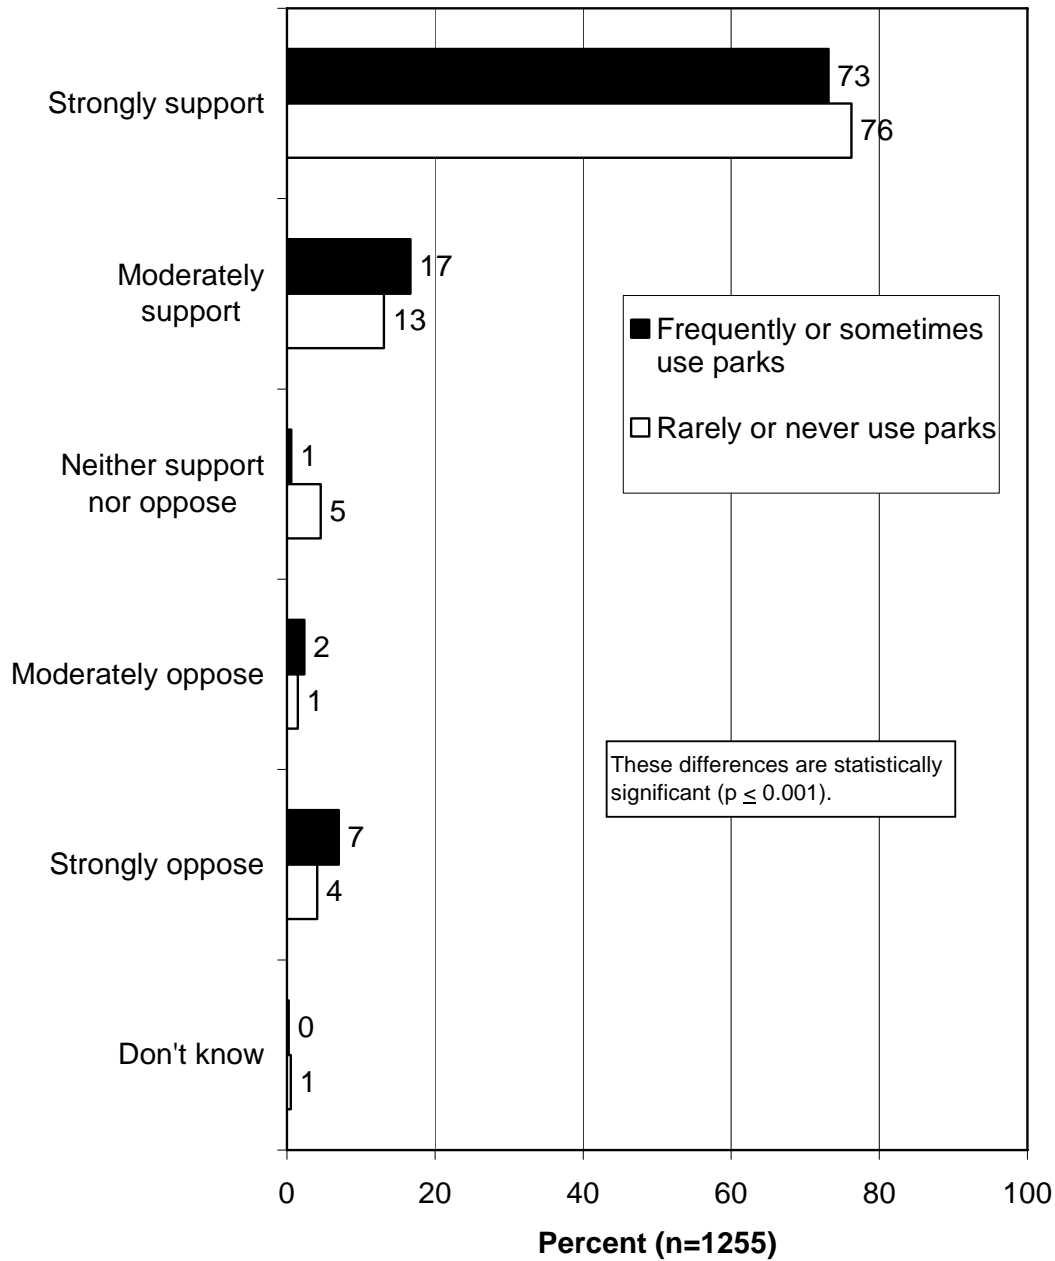 Strongly support
73
76
Moderately
support
17
13
Frequently or sometimes
use parks
Rarely or never use parks
Neither support
nor oppose
1
5
Moderately oppose
2
1
These differences are statistically
significant (p ≤ 0.001).
Strongly oppose
7
4
Don't know
0
1
0 20 40 60 80 100
Percent (n=1255)